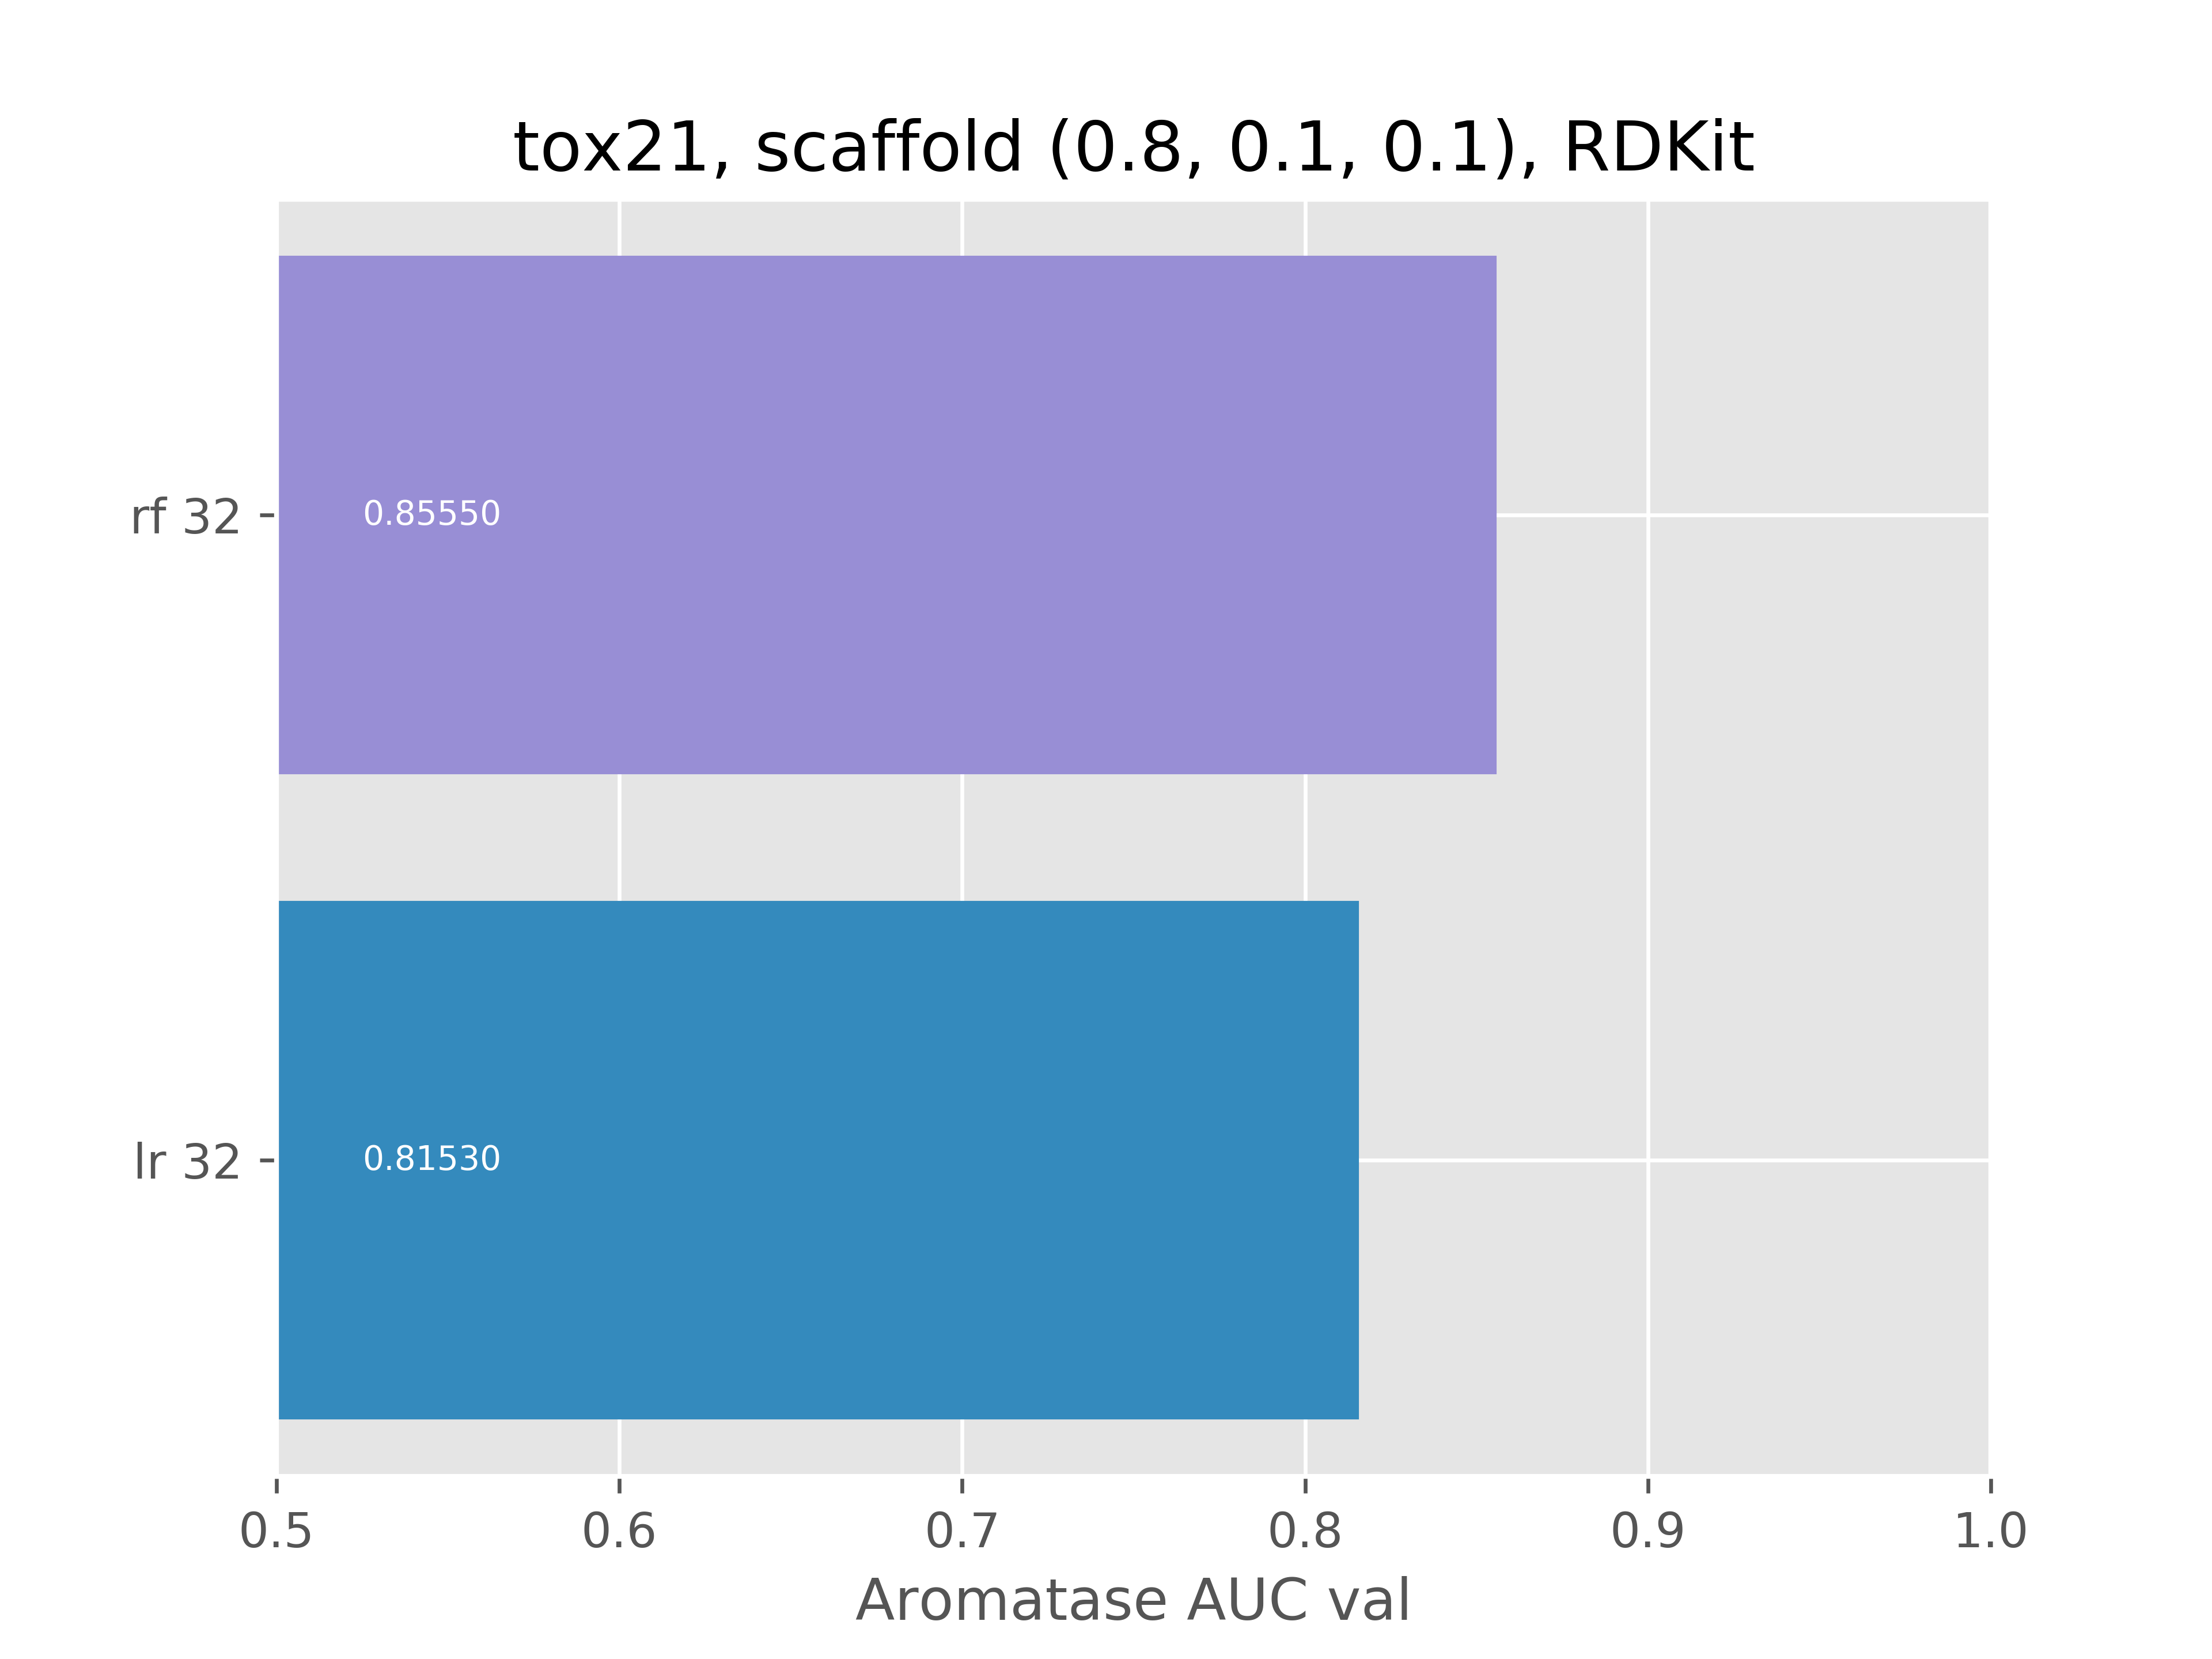 tox21, scaffold (0.8, 0.1, 0.1), RDKit
rf 32
0.85550
lr 32
0.81530
0.5 0.6 0.7 0.8 0.9 1.0
Aromatase AUC val